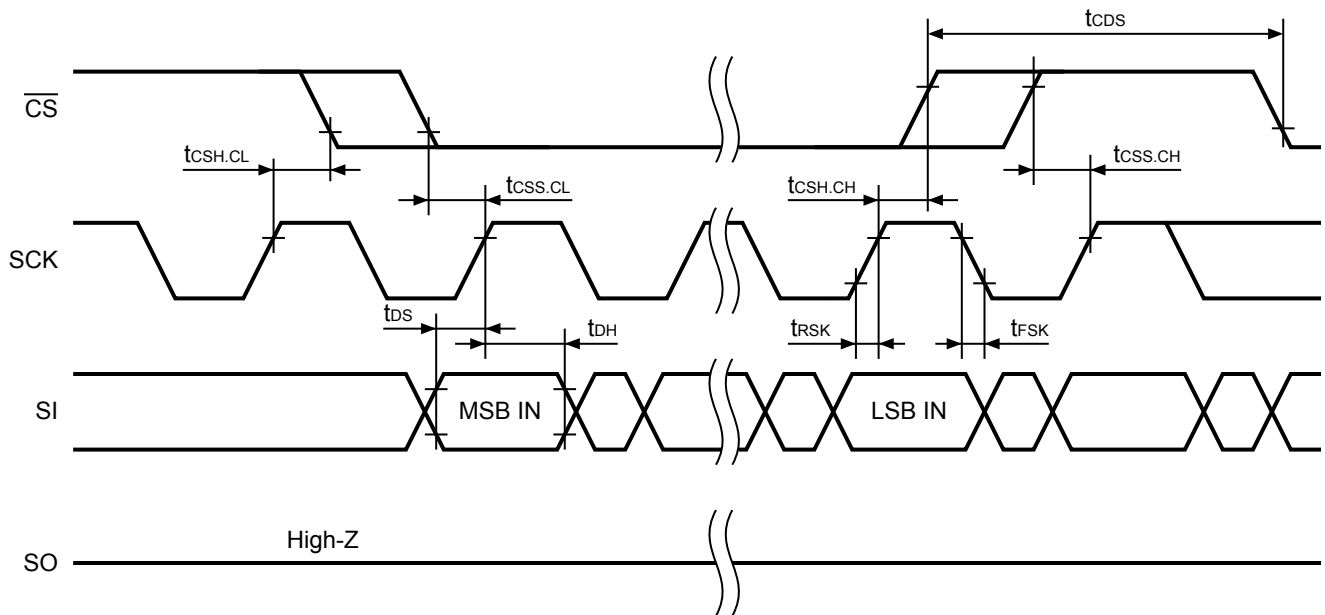 tCDS
CS
tCSH.CL
tCSS.CL
tCSH.CH
tCSS.CH
SCK
tDS
tDH
tRSK
tFSK
SI
MSB IN
LSB IN
High-Z
SO